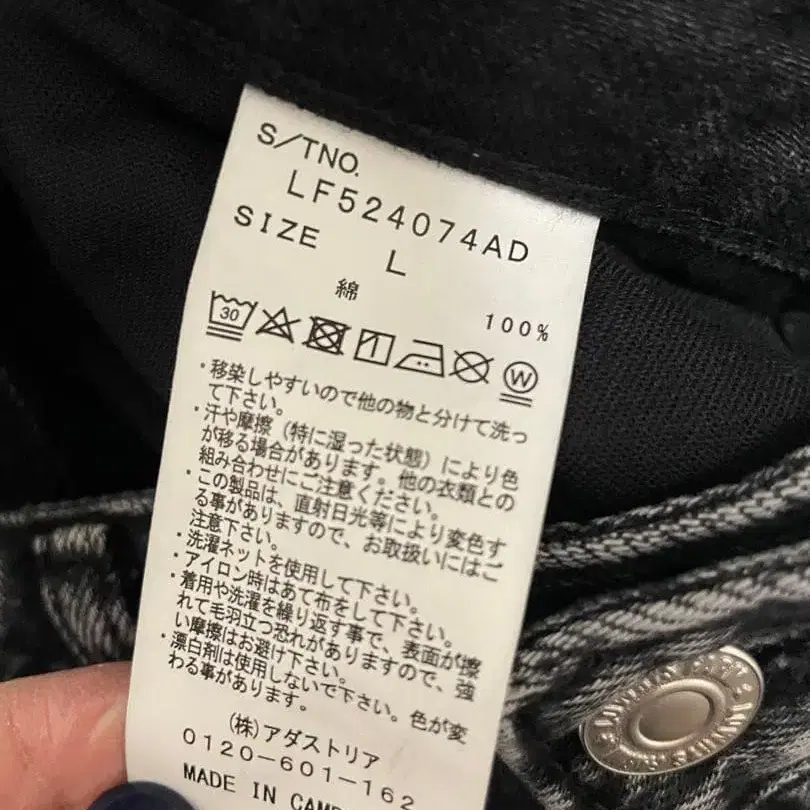 S/TNO.
LF524074AD
SIZE L
綿 100%
30
W
・移染しやすいので他の物と分けて洗っ
て下さい。
・汗や摩擦（特に湿った状態）により色
が移る場合があります。他の衣類との
組み合わせにご注意ください。
・この製品は、直射日光等により変色す
る事がありますので、お取扱いにはご
注意下さい。
・洗濯ネットを使用して下さい。
・アイロン時はあて布をして下さい。
・着用や洗濯を繰り返す事で、表面が擦
れて毛羽立つ恐れがありますので、強
い摩擦はお避け下さい。
・漂白剤は使用しないで下さい。色が変
わる事があります。
(株)アダストリア
0120-601-162
MADE IN CAMB